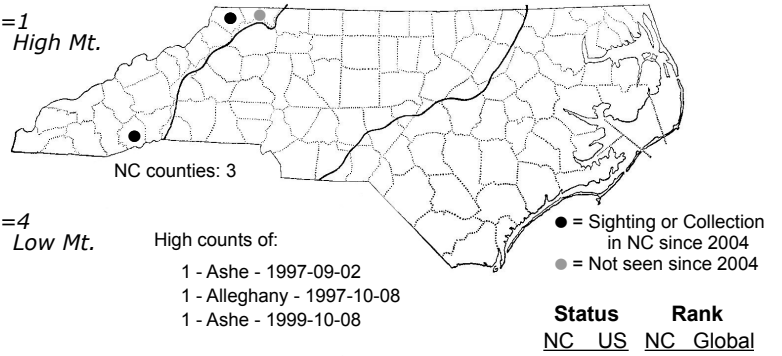 =1
High Mt.
NC counties: 3
=4
Low Mt.
High counts of:
1 - Ashe - 1997-09-02
1 - Alleghany - 1997-10-08
1 - Ashe - 1999-10-08
= Sighting or Collection
in NC since 2004
= Not seen since 2004
Status Rank
NC US NC Global